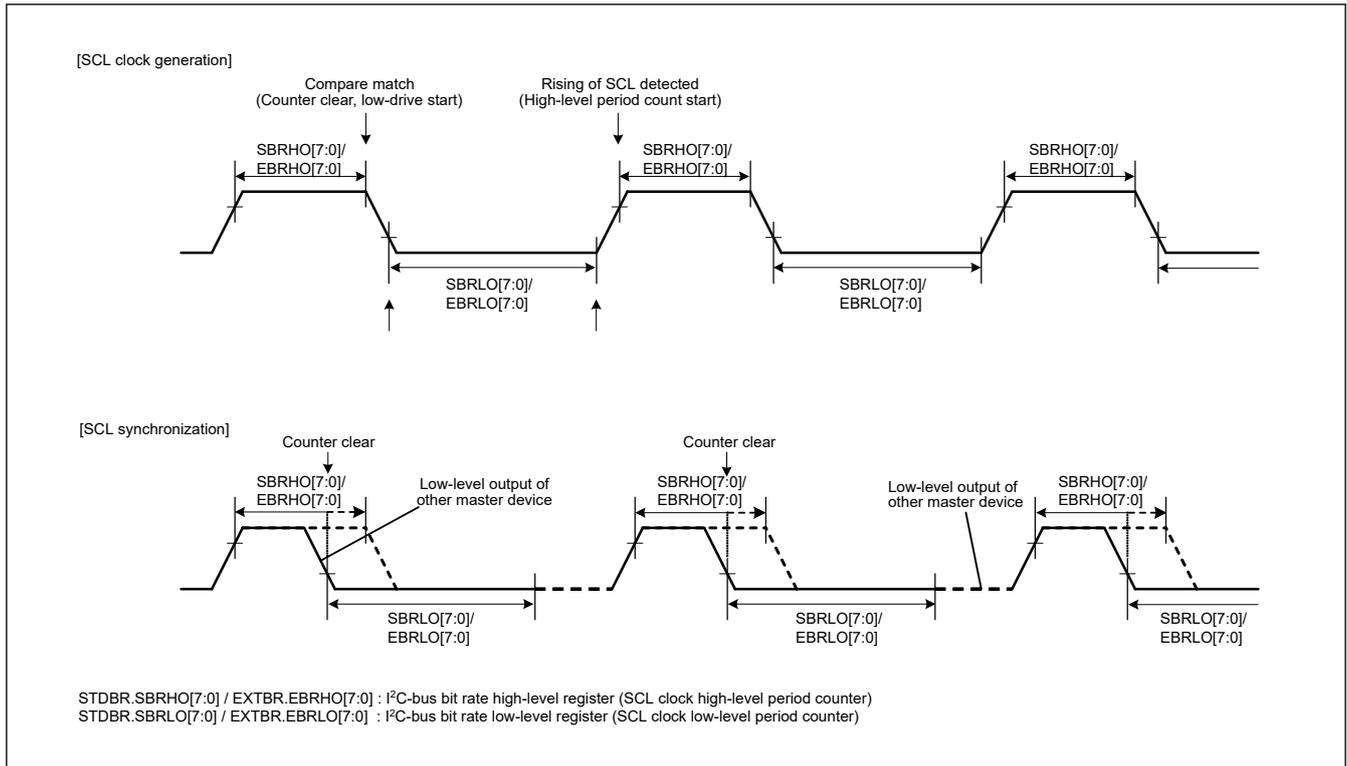 [SCL clock generation]
Compare match
(Counter clear, low-drive start)
Rising of SCL detected
(High-level period count start)
SBRHO[7:0]/
EBRHO[7:0]
SBRHO[7:0]/
EBRHO[7:0]
SBRHO[7:0]/
EBRHO[7:0]
SBRLO[7:0]/
EBRLO[7:0]
SBRLO[7:0]/
EBRLO[7:0]
[SCL synchronization]
Counter clear
Counter clear
SBRHO[7:0]/
EBRHO[7:0]
Low-level output of
other master device
SBRHO[7:0]/
EBRHO[7:0]
Low-level output of
other master device
SBRHO[7:0]/
EBRHO[7:0]
SBRLO[7:0]/
EBRLO[7:0]
SBRLO[7:0]/
EBRLO[7:0]
SBRLO[7:0]/
EBRLO[7:0]
STDBR.SBRHO[7:0] / EXTBR.EBRHO[7:0] : I²C-bus bit rate high-level register (SCL clock high-level period counter)
STDBR.SBRLO[7:0] / EXTBR.EBRLO[7:0] : I²C-bus bit rate low-level register (SCL clock low-level period counter)